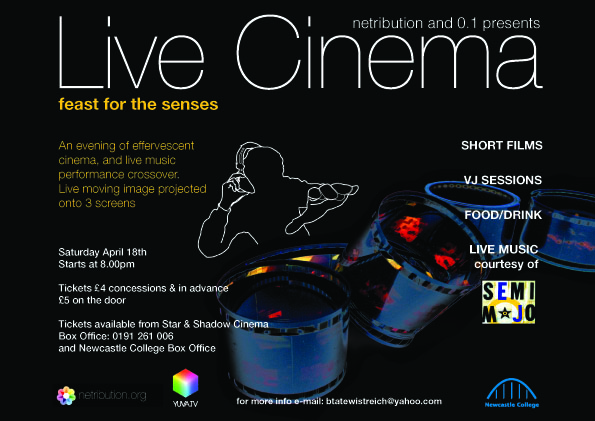 netribution and 0.1 presents
Live Cinema
feast for the senses
An evening of effervescent
cinema, and live music
performance crossover.
Live moving image projected
onto 3 screens
SHORT FILMS
VJ SESSIONS
FOOD/DRINK
LIVE MUSIC
courtesy of
SEMI
MOJO
Saturday April 18th
Starts at 8.00pm
Tickets £4 concessions & in advance
£5 on the door
Tickets available from Star & Shadow Cinema
Box Office: 0191 261 006
and Newcastle College Box Office
netribution.org
YUVA.TV
for more info e-mail: btatewistreich@yahoo.com
Newcastle College